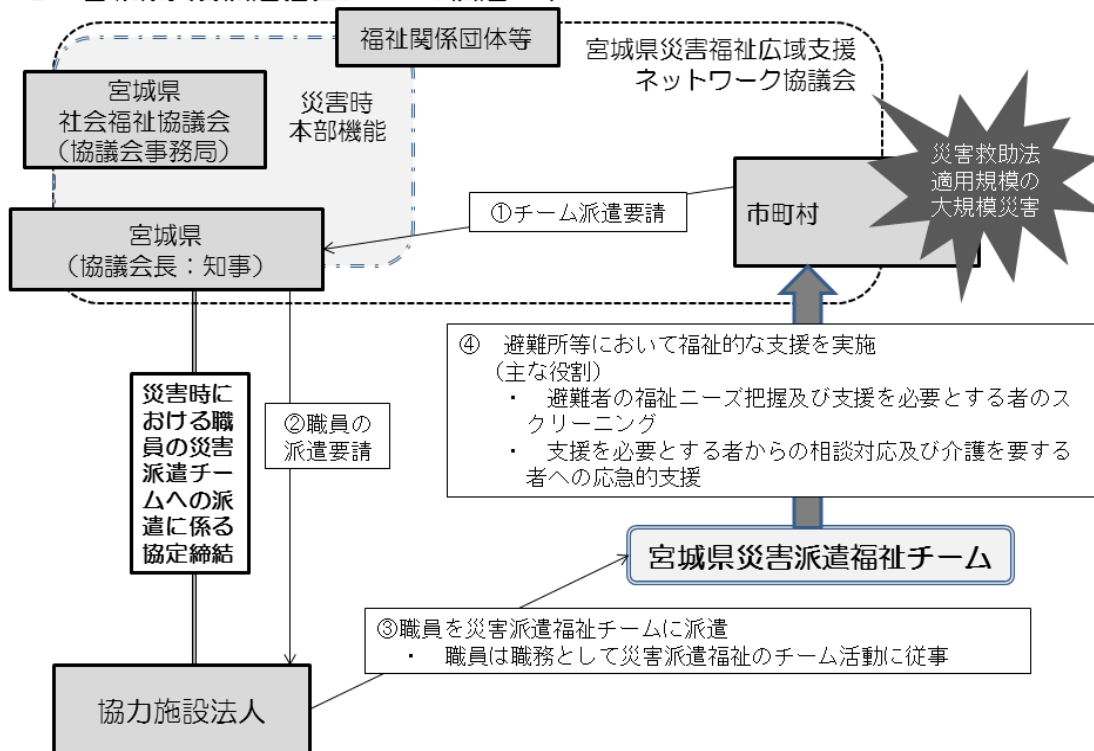 福祉関係団体等
宮城県災害福祉広域支援
ネットワーク協議会
宮城県
社会福祉協議会
（協議会事務局）
災害時
本部機能
災害救助法
適用規模の
大規模災害
①チーム派遣要請
市町村
宮城県
（協議会長：知事）
④　避難所等において福祉的な支援を実施
（主な役割）
・　避難者の福祉ニーズ把握及び支援を必要とする者のス
クリーニング
・　支援を必要とする者からの相談対応及び介護を要する
者への応急的支援
災害時に
おける職
員の災害
派遣チー
ムへの派
遣に係る
協定締結
②職員の
派遣要請
宮城県災害派遣福祉チーム
③職員を災害派遣福祉チームに派遣
・　職員は職務として災害派遣福祉のチーム活動に従事
協力施設法人